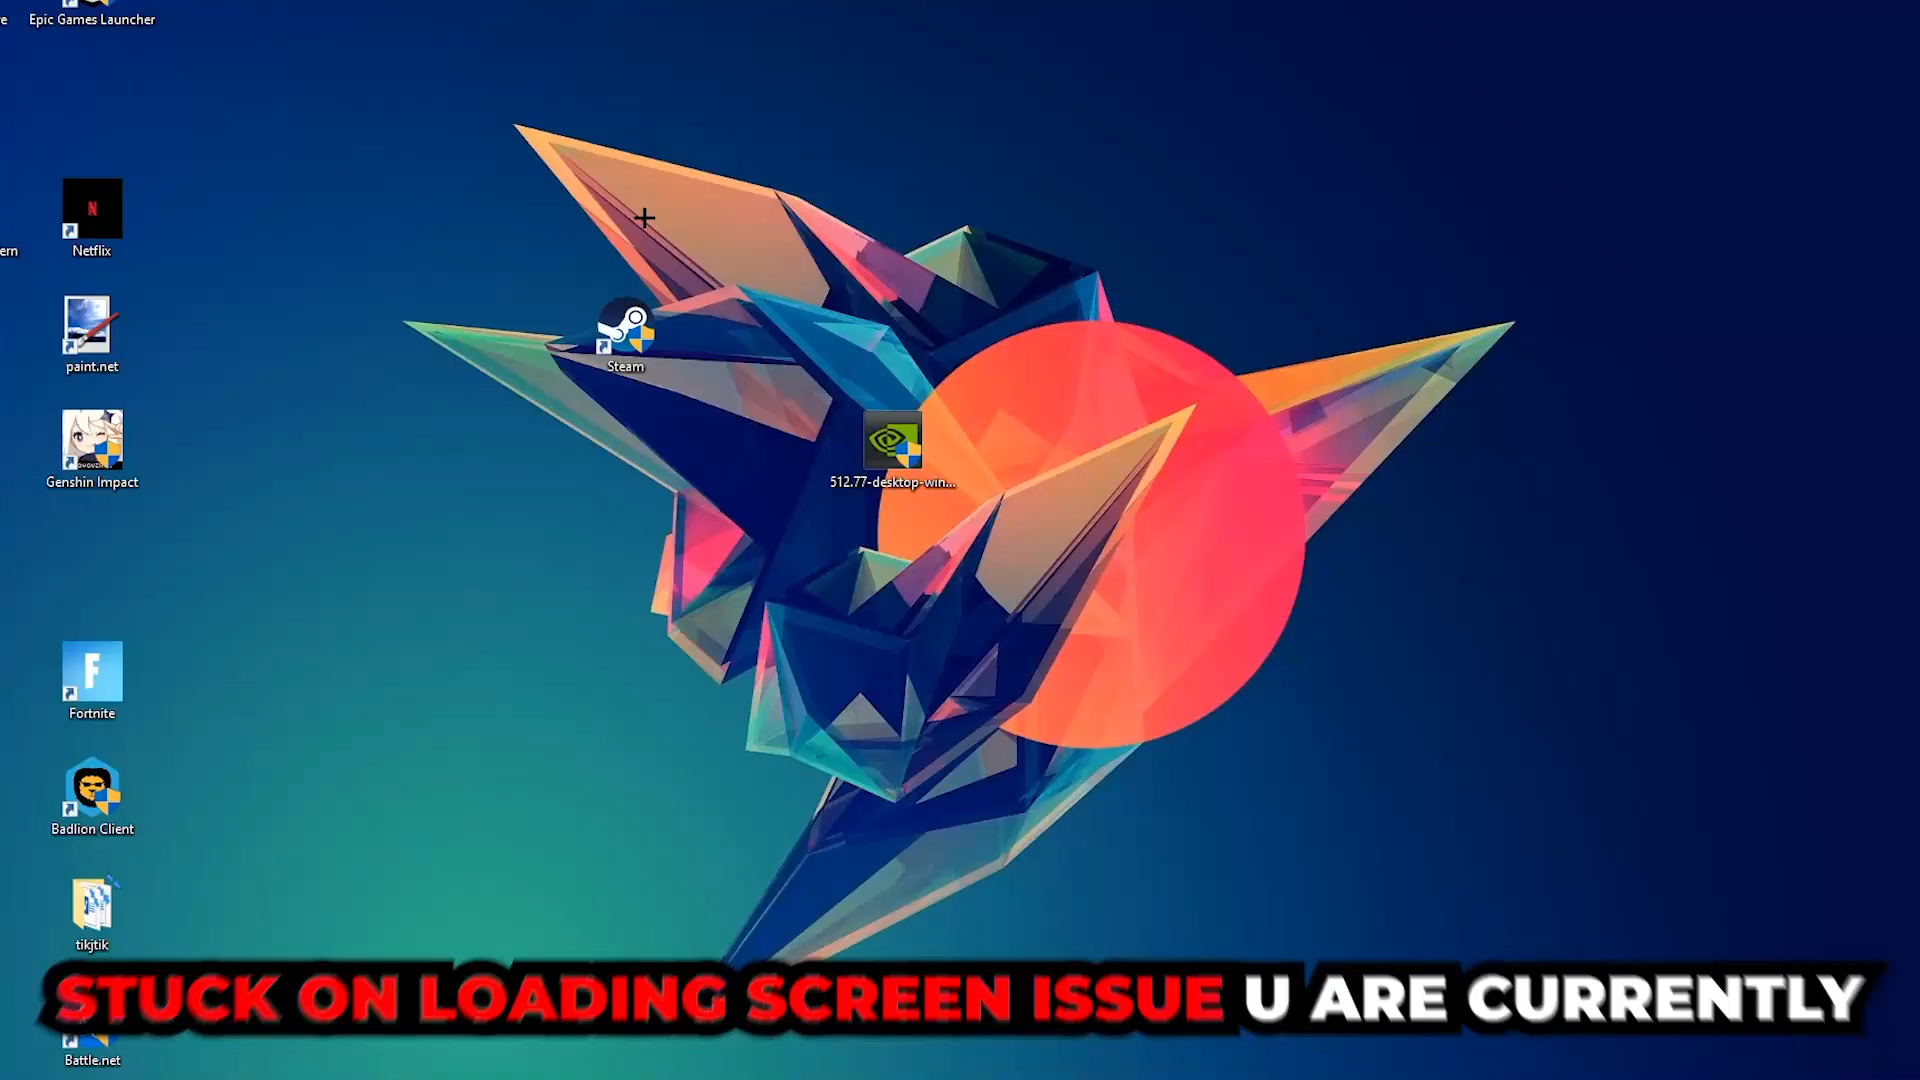 Epic Games Launcher
Netflix
ern
paint.net
Steam
Genshin Impact
512.77-desktop-win...
F
Fortnite
Badlion Client
tikjtik
STUCK ON LOADING SCREEN ISSUE U ARE CURRENTLY
Battle.net